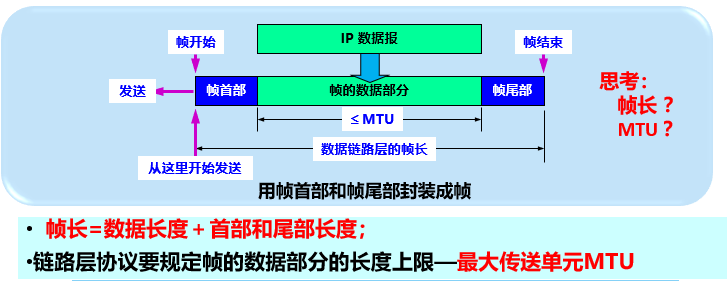 IP 数据报
帧开始
帧结束
发送
帧首部
帧的数据部分
帧尾部
思考：
帧长？
MTU？
≤ MTU
数据链路层的帧长
从这里开始发送
用帧首部和帧尾部封装成帧
• 帧长=数据长度＋首部和尾部长度；
•链路层协议要规定帧的数据部分的长度上限—最大传送单元MTU